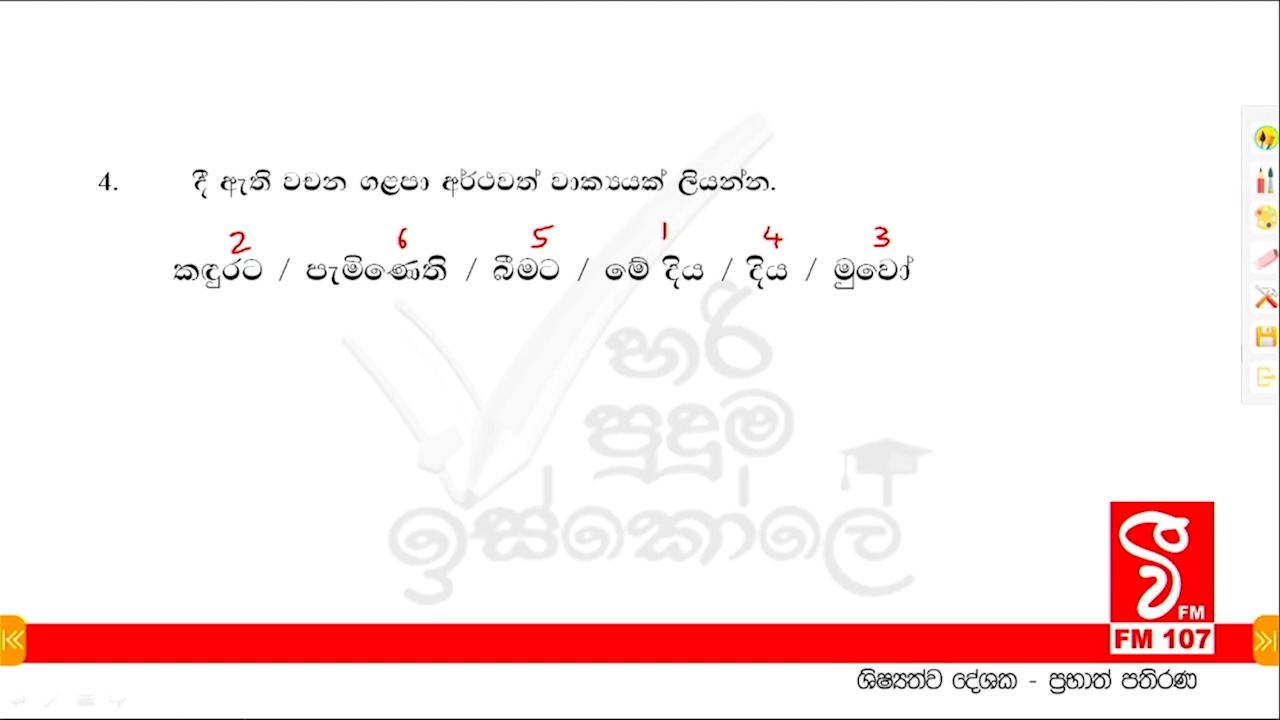 4. දී ඇති වචන ගළපා අර්ථවත් වාක්‍යයක් ලියන්න.
2 6 5 1 4 3
කඳුරට / පැමිණෙති / බීමට / මේ දිය / දිය / මුවෝ
හරි
පුදුම
ඉස්කෝලේ
වී FM
FM 107
ශිෂ්‍යත්ව දේශක - ප්‍රභාත් පතිරණ